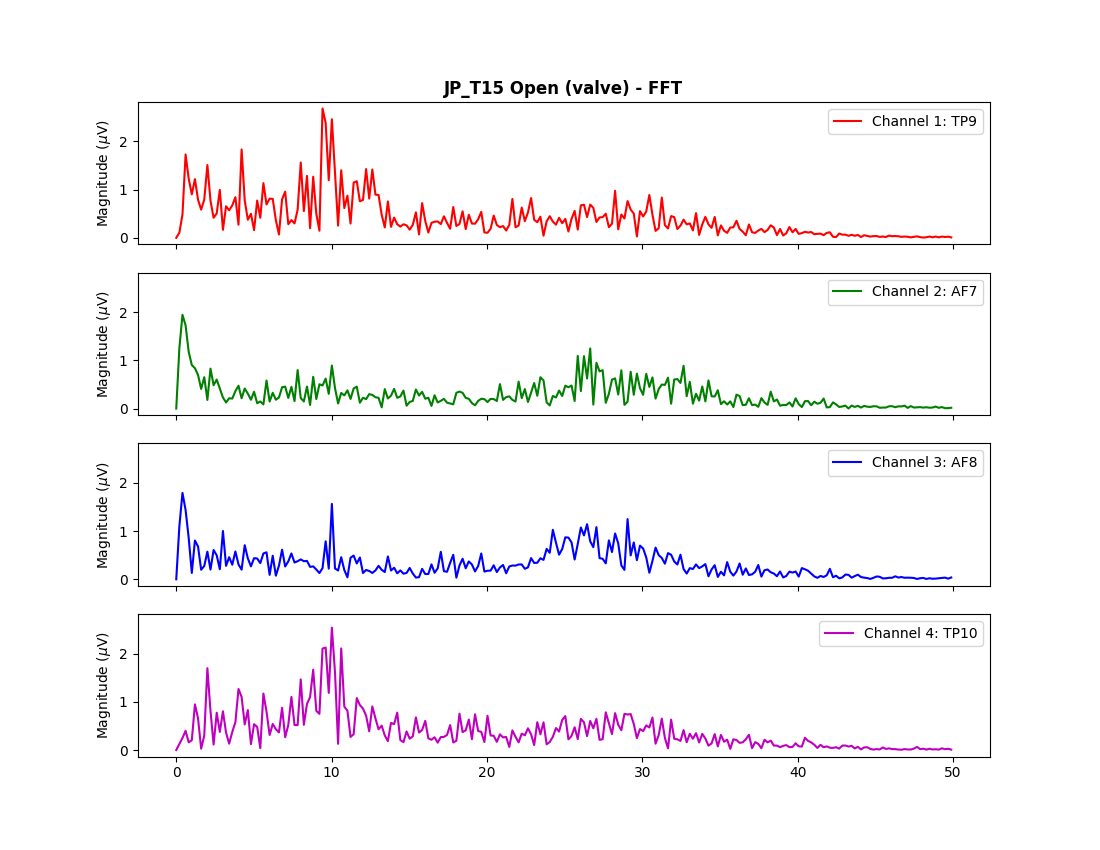 JP_T15 Open (valve) - FFT
Magnitude (μV)
2
1
0
Channel 1: TP9
Magnitude (μV)
2
1
0
Channel 2: AF7
Magnitude (μV)
2
1
0
Channel 3: AF8
Magnitude (μV)
2
1
0
Channel 4: TP10
0 10 20 30 40 50